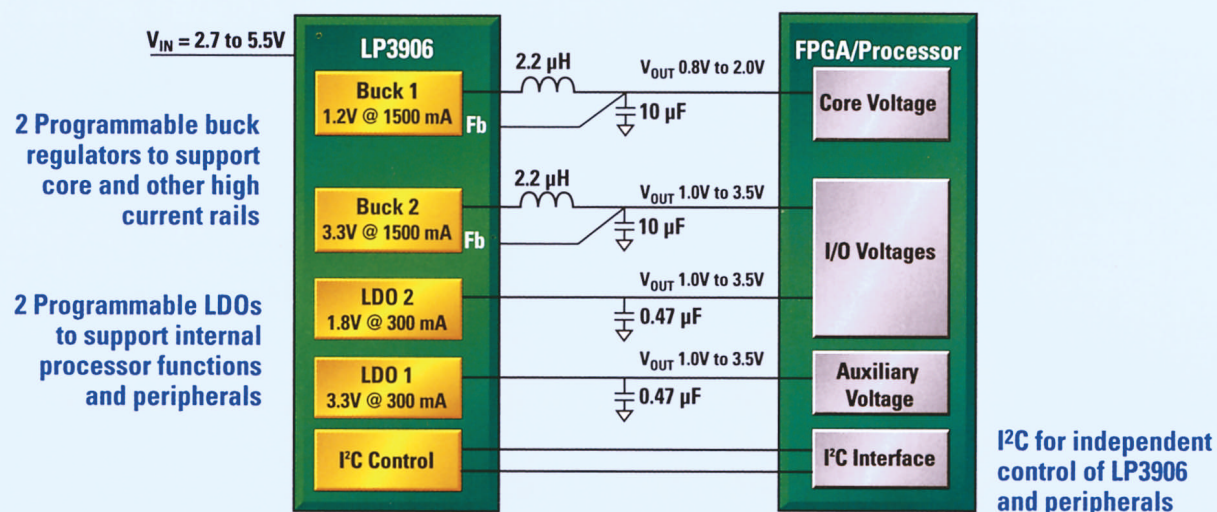 V_IN = 2.7 to 5.5V
LP3906
FPGA/Processor
2.2 µH
V_OUT 0.8V to 2.0V
Buck 1
1.2V @ 1500 mA
Fb
10 µF
Core Voltage
2 Programmable buck
regulators to support
core and other high
current rails
2.2 µH
V_OUT 1.0V to 3.5V
Buck 2
3.3V @ 1500 mA
Fb
10 µF
I/O Voltages
2 Programmable LDOs
to support internal
processor functions
and peripherals
V_OUT 1.0V to 3.5V
LDO 2
1.8V @ 300 mA
0.47 µF
V_OUT 1.0V to 3.5V
LDO 1
3.3V @ 300 mA
0.47 µF
Auxiliary
Voltage
I²C Control
I²C Interface
I²C for independent
control of LP3906
and peripherals